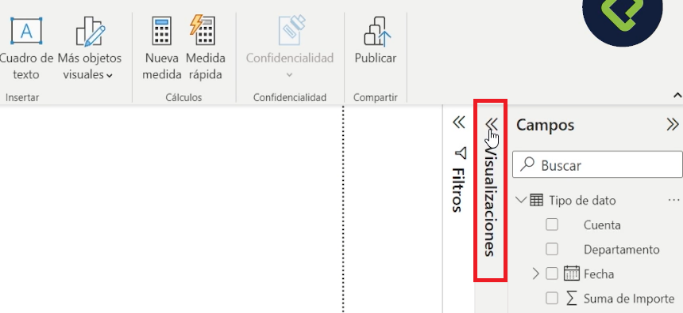 A
Cuadro de texto
Más objetos visuales
Nueva medida
Medida rápida
Confidencialidad
Publicar
Insertar
Cálculos
Confidencialidad
Compartir
Filtros
Visualizaciones
Campos
Buscar
Tipo de dato
Cuenta
Departamento
Fecha
∑ Suma de Importe